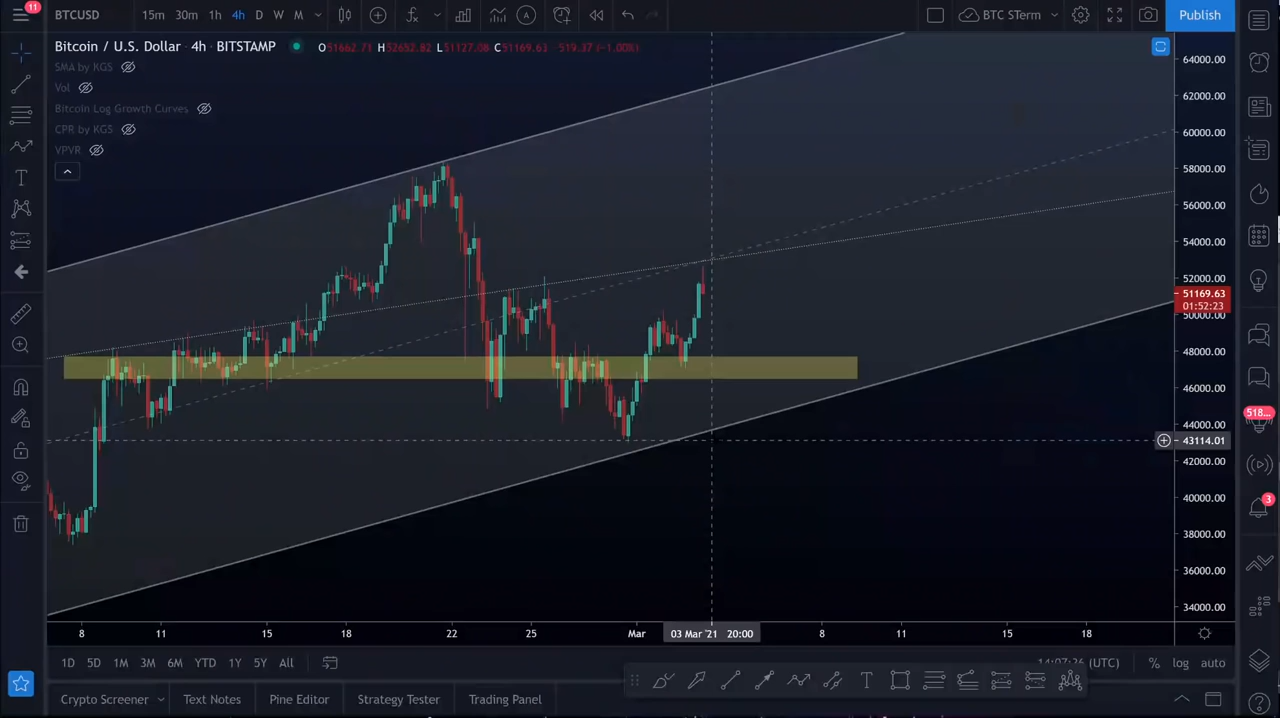 11
BTCUSD
15m 30m 1h 4h D W M
BTC STerm
Publish
Bitcoin / U.S. Dollar · 4h · BITSTAMP
O51662.71 H52652.82 L51127.08 C51169.63 -519.37 (-1.00%)
SMA by KGS
Vol
Bitcoin Log Growth Curves
CPR by KGS
VPVR
64000.00
62000.00
60000.00
58000.00
56000.00
54000.00
52000.00
51169.63
01:52:23
50000.00
48000.00
46000.00
44000.00
43114.01
42000.00
40000.00
38000.00
36000.00
34000.00
518...
3
8 11 15 18 22 25 Mar 03 Mar '21 20:00 8 11 15 18
1D 5D 1M 3M 6M YTD 1Y 5Y All
(UTC) % log auto
Crypto Screener Text Notes Pine Editor Strategy Tester Trading Panel